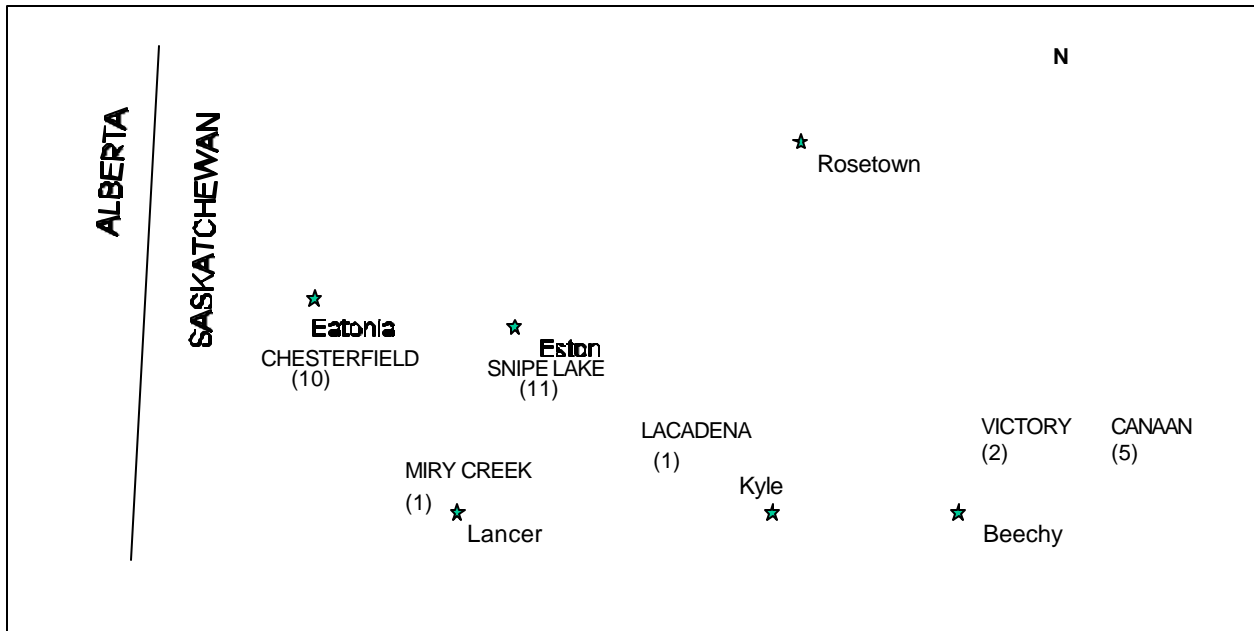 N
ALBERTA
SASKATCHEWAN
Rosetown
Eatonia
CHESTERFIELD
(10)
Eston
SNIPE LAKE
(11)
LACADENA
(1)
VICTORY
(2)
CANAAN
(5)
MIRY CREEK
(1)
Lancer
Kyle
Beechy